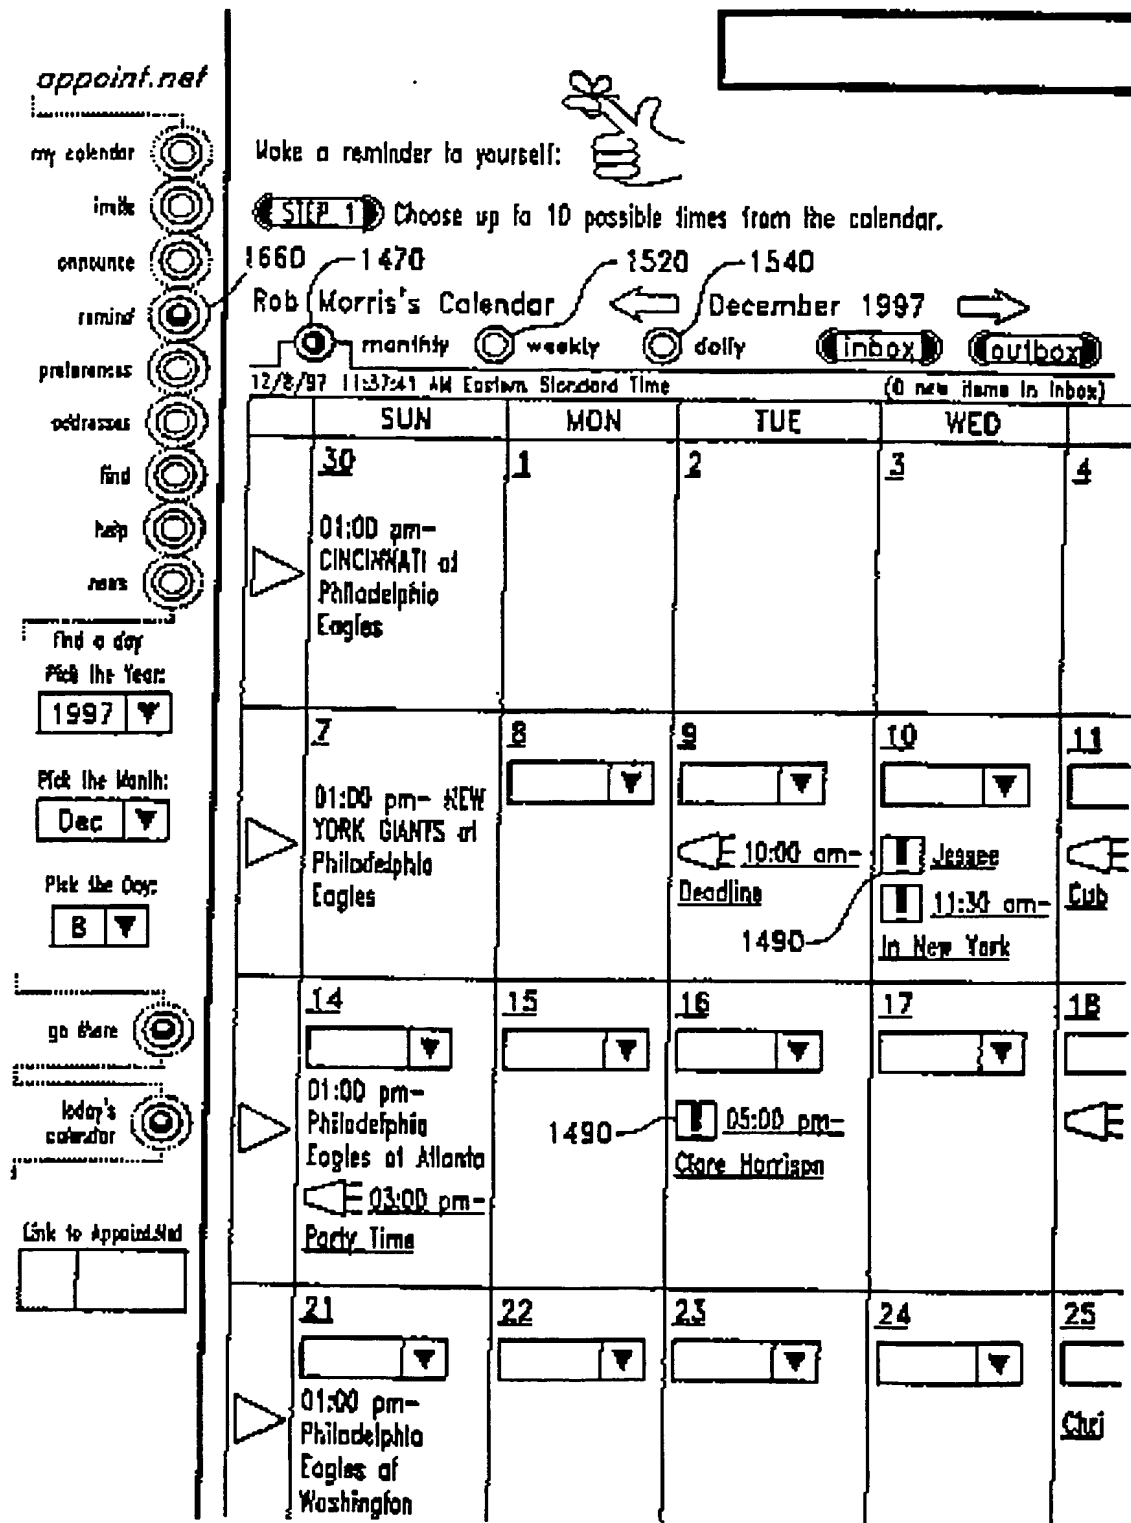 appoint.net
my calendar
invite
announce
remind
preferences
addresses
find
help
news
find a day
Pick the Year:
1997
Pick the Month:
Dec
Pick the Day:
8
go there
today's
calendar
Link to Appoint.Net
Make a reminder to yourself:
STEP 1 Choose up to 10 possible times from the calendar.
1660 1470 1520 1540
Rob Morris's Calendar December 1997
monthly weekly daily inbox outbox
12/8/97 11:37:41 AM Eastern Standard Time (0 new items in inbox)
SUN MON TUE WED
30 1 2 3 4
01:00 pm-
CINCINNATI at
Philadelphia
Eagles
7 8 9 10 11
01:00 pm- NEW
YORK GIANTS at
Philadelphia
Eagles
10:00 am-
Deadline
Jessee
11:30 am-
In New York
1490
Cub
14 15 16 17 18
01:00 pm-
Philadelphia
Eagles at Atlanta
03:00 pm-
Party Time
1490
05:00 pm-
Clare Harrison
21 22 23 24 25
01:00 pm-
Philadelphia
Eagles at
Washington
Chri